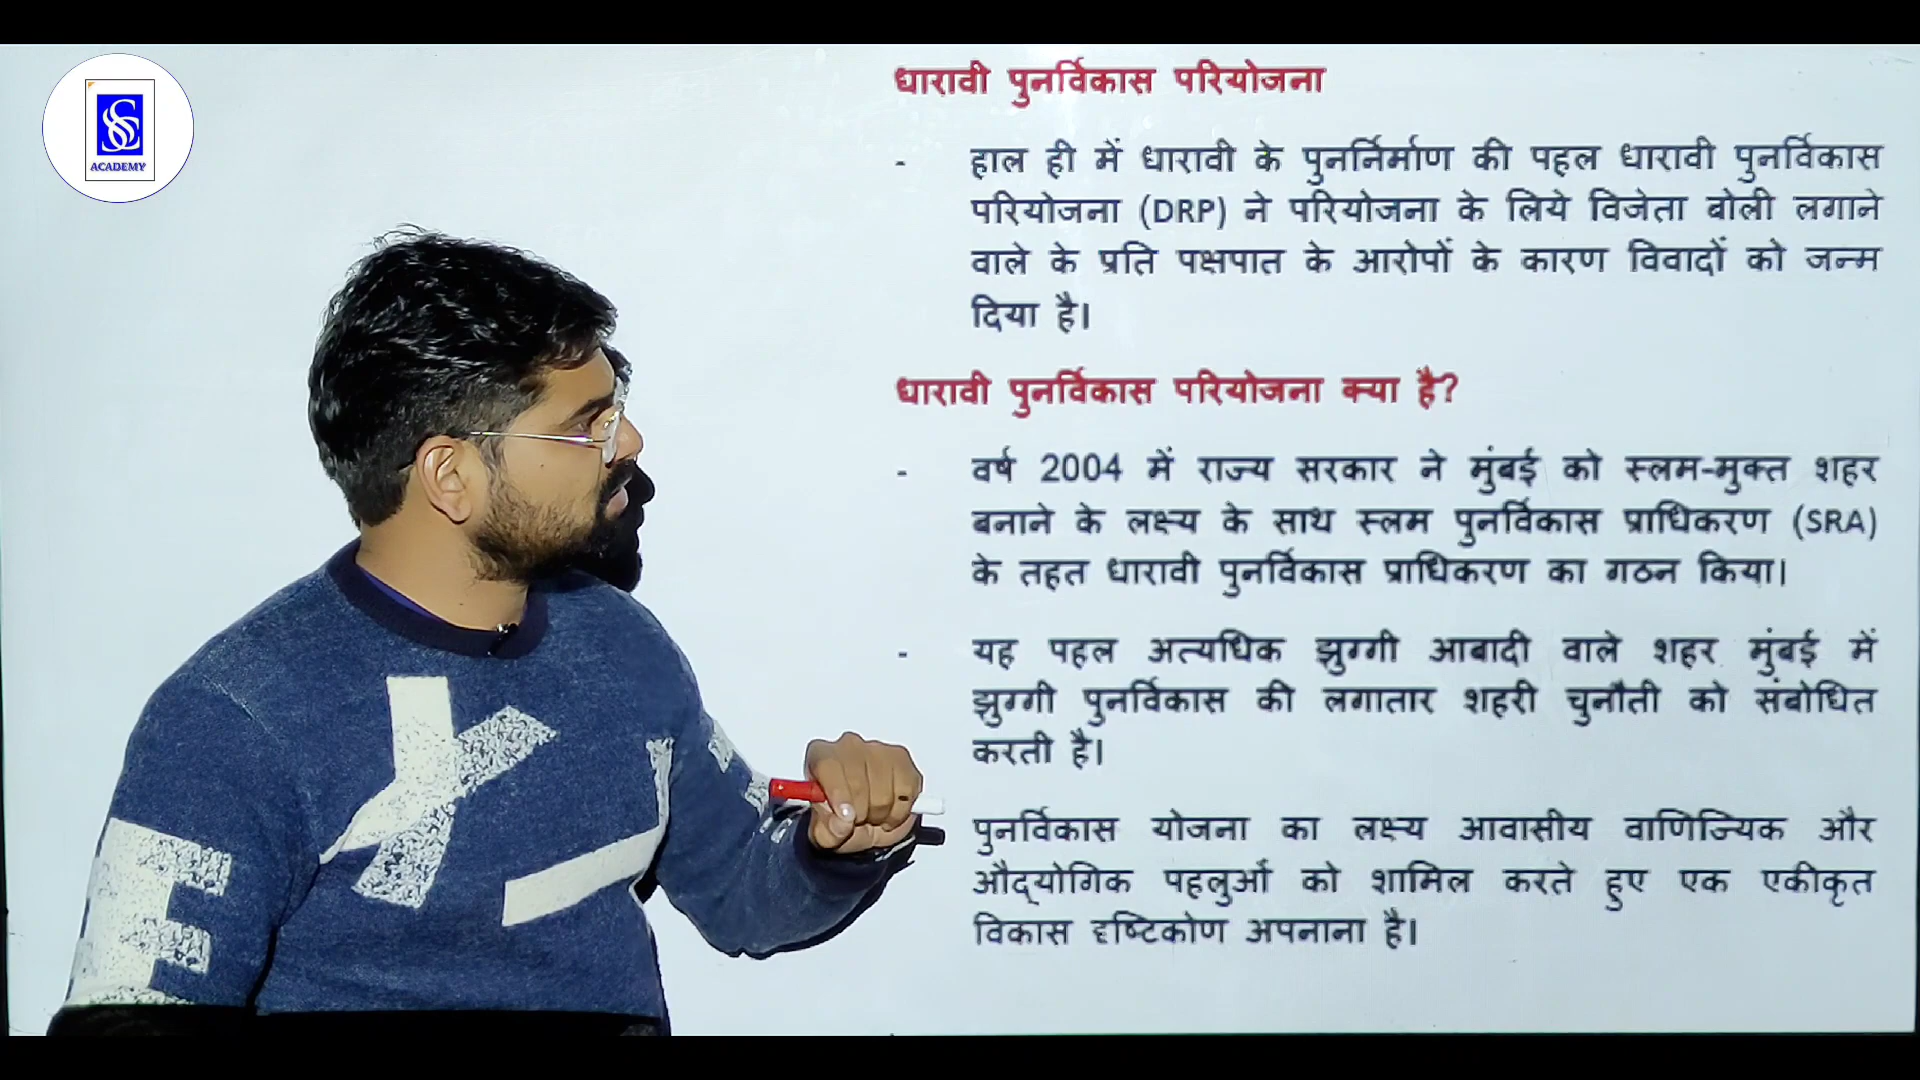 SSC
ACADEMY
धारावी पुनर्विकास परियोजना
- हाल ही में धारावी के पुनर्निर्माण की पहल धारावी पुनर्विकास
परियोजना (DRP) ने परियोजना के लिये विजेता बोली लगाने
वाले के प्रति पक्षपात के आरोपों के कारण विवादों को जन्म
दिया है।
धारावी पुनर्विकास परियोजना क्या है?
- वर्ष 2004 में राज्य सरकार ने मुंबई को स्लम-मुक्त शहर
बनाने के लक्ष्य के साथ स्लम पुनर्विकास प्राधिकरण (SRA)
के तहत धारावी पुनर्विकास प्राधिकरण का गठन किया।
- यह पहल अत्यधिक झुग्गी आबादी वाले शहर मुंबई में
झुग्गी पुनर्विकास की लगातार शहरी चुनौती को संबोधित
करती है।
पुनर्विकास योजना का लक्ष्य आवासीय वाणिज्यिक और
औद्योगिक पहलुओं को शामिल करते हुए एक एकीकृत
विकास दृष्टिकोण अपनाना है।